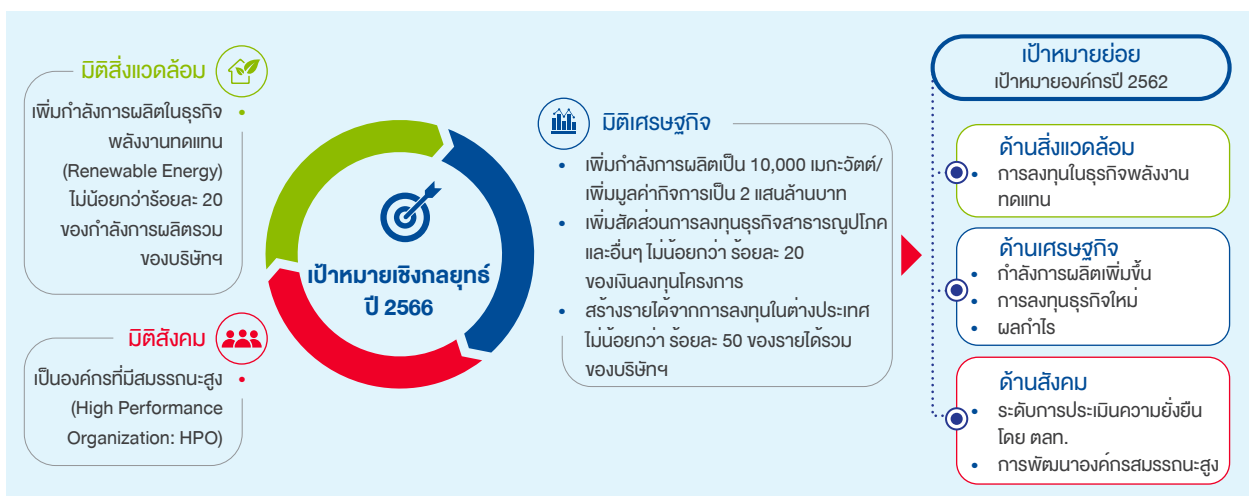 มิติสิ่งแวดล้อม
เพิ่มกำลังการผลิตในธุรกิจ •
พลังงานทดแทน
(Renewable Energy)
ไม่น้อยกว่าร้อยละ 20
ของกำลังการผลิตรวม
ของบริษัทฯ
มิติสังคม
เป็นองค์กรที่มีสมรรถนะสูง •
(High Performance
Organization: HPO)
เป้าหมายเชิงกลยุทธ์
ปี 2566
มิติเศรษฐกิจ
• เพิ่มกำลังการผลิตเป็น 10,000 เมกะวัตต์/
เพิ่มมูลค่ากิจการเป็น 2 แสนล้านบาท
• เพิ่มสัดส่วนการลงทุนธุรกิจสาธารณูปโภค
และอื่นๆ ไม่น้อยกว่า ร้อยละ 20
ของเงินลงทุนโครงการ
• สร้างรายได้จากการลงทุนในต่างประเทศ
ไม่น้อยกว่า ร้อยละ 50 ของรายได้รวม
ของบริษัทฯ
เป้าหมายย่อย
เป้าหมายองค์กรปี 2562
ด้านสิ่งแวดล้อม
• การลงทุนในธุรกิจพลังงาน
ทดแทน
ด้านเศรษฐกิจ
• กำลังการผลิตเพิ่มขึ้น
• การลงทุนธุรกิจใหม่
• ผลกำไร
ด้านสังคม
• ระดับการประเมินความยั่งยืน
โดย ตลท.
• การพัฒนาองค์กรสมรรถนะสูง